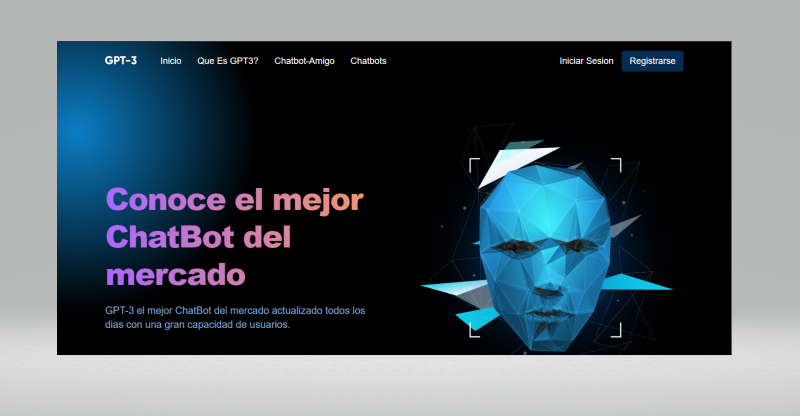 GPT-3 Inicio Que Es GPT3? Chatbot-Amigo Chatbots Iniciar Sesion Registrarse
Conoce el mejor
ChatBot del
mercado
GPT-3 el mejor ChatBot del mercado actualizado todos los
dias con una gran capacidad de usuarios.